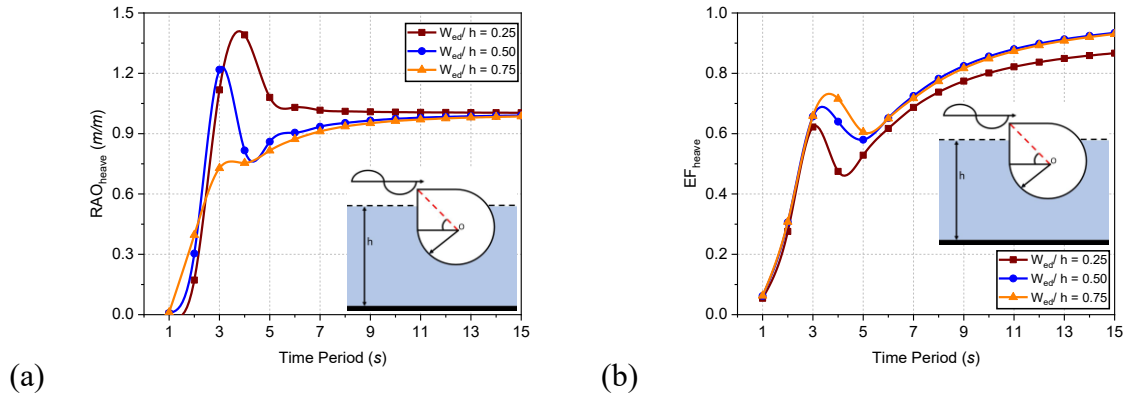 1.5
1.2
0.9
0.6
0.3
0.0
RAO_heave (m/m)
W_ed/ h = 0.25
W_ed/ h = 0.50
W_ed/ h = 0.75
h
o
1 3 5 7 9 11 13 15
Time Period (s)
(a)
1.0
0.8
0.6
0.4
0.2
0.0
EF_heave
h
o
W_ed/ h = 0.25
W_ed/ h = 0.50
W_ed/ h = 0.75
1 3 5 7 9 11 13 15
Time Period (s)
(b)